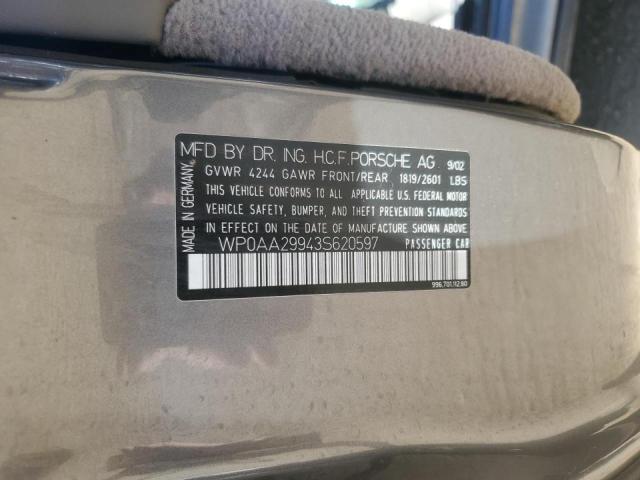 MFD BY DR. ING. H.C.F. PORSCHE AG 9/02
GVWR 4244 GAWR FRONT/REAR 1819/2601 LBS
THIS VEHICLE CONFORMS TO ALL APPLICABLE U.S. FEDERAL MOTOR
VEHICLE SAFETY, BUMPER, AND THEFT PREVENTION STANDARDS
IN EFFECT ON THE DATE OF MANUFACTURE SHOWN ABOVE
WP0AA29943S620597 PASSENGER CAR
MADE IN GERMANY
996.701.112.90